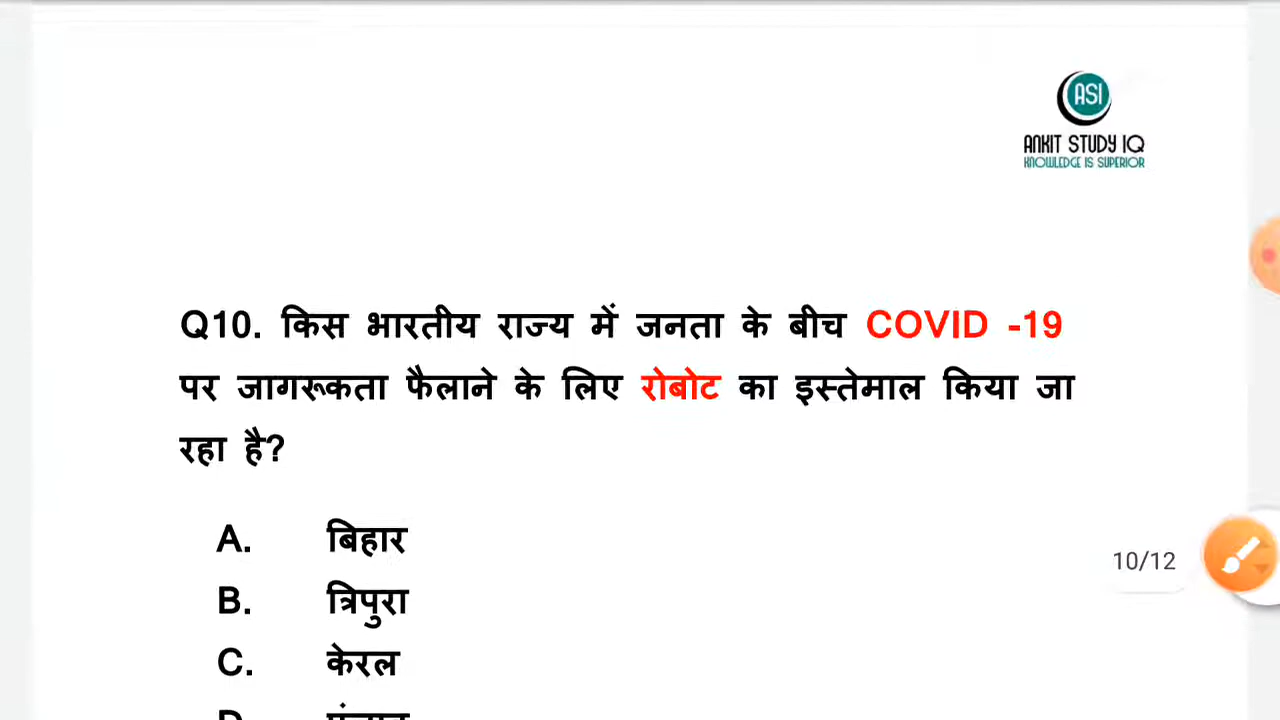 ASI
ANKIT STUDY IQ
KNOWLEDGE IS SUPERIOR
Q10. किस भारतीय राज्य में जनता के बीच COVID -19
पर जागरूकता फैलाने के लिए रोबोट का इस्तेमाल किया जा
रहा है?
A. बिहार
B. त्रिपुरा
10/12
C. केरल